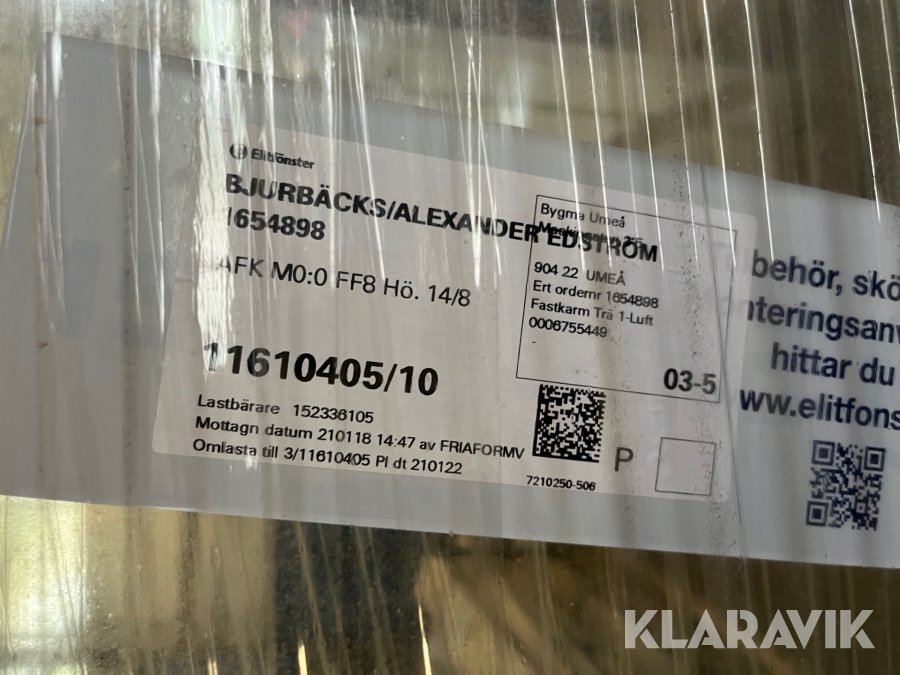 Elitfönster
BJURBÄCKS/ALEXANDER EDSTRÖM
1654898
AFK M0:0 FF8 Hö. 14/8
11610405/10
Lastbärare 152336105
Mottagn datum 210118 14:47 av FRIAFORMV
Omlasta till 3/11610405 Pl dt 210122
Bygma Umeå
904 22 UMEÅ
Ert ordernr 1654898
Fastkarm Trä 1-Luft
0006755449
-
03-5
7210250-506
P
behör, skö
nteringsanv
hittar du
ww.elitfons
KLARAVIK